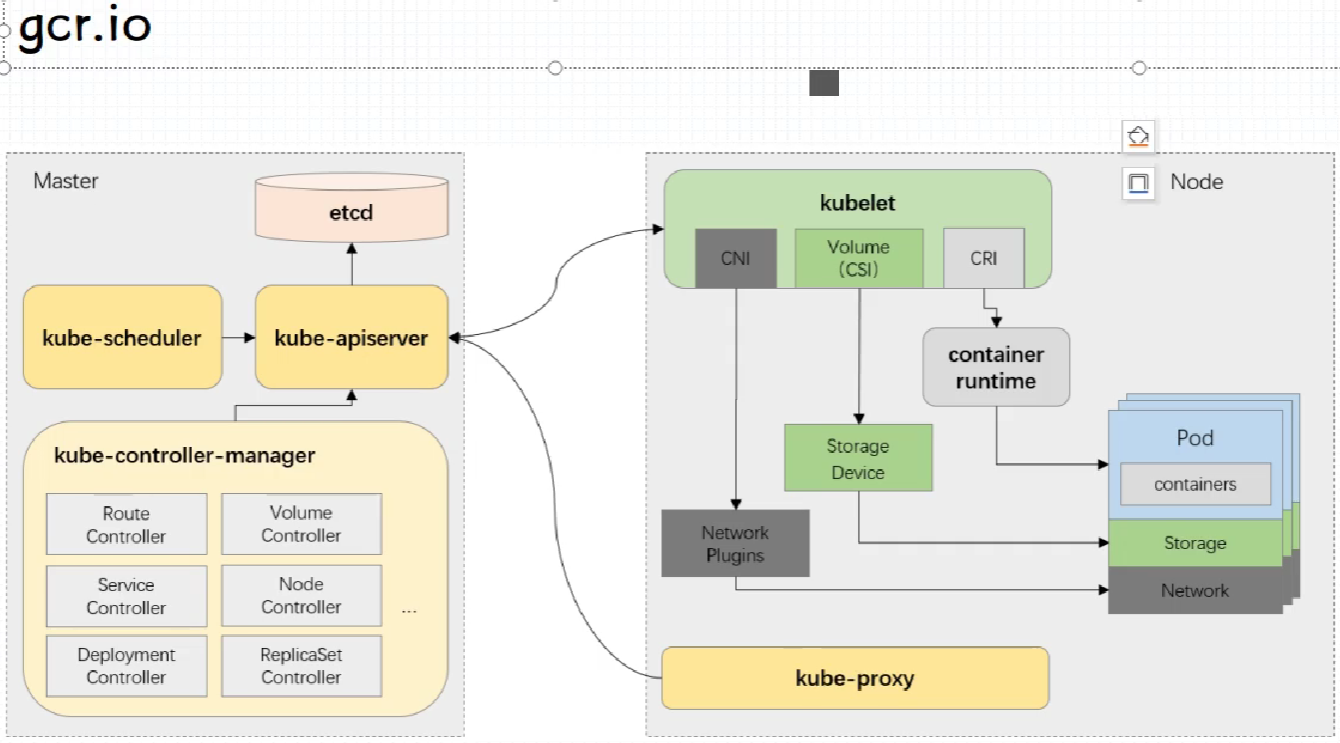 gcr.io
Master
etcd
kube-scheduler
kube-apiserver
kube-controller-manager
Route
Controller
Volume
Controller
Service
Controller
Node
Controller
...
Deployment
Controller
ReplicaSet
Controller
Node
kubelet
CNI
Volume
(CSI)
CRI
container
runtime
Storage
Device
Network
Plugins
Pod
containers
Storage
Network
kube-proxy